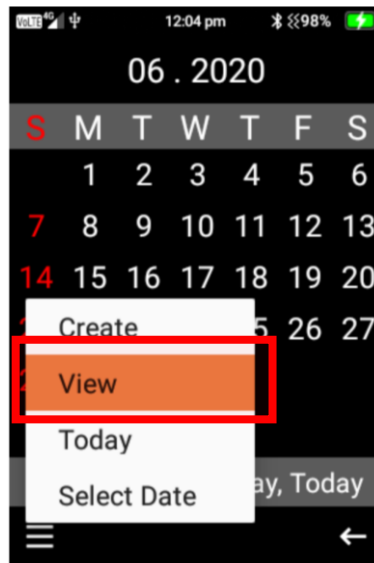 VoLTE 4G 12:04 pm 98%
06 . 2020
S M T W T F S
1 2 3 4 5 6
7 8 9 10 11 12 13
14 15 16 17 18 19 20
Create 5 26 27
View
Today
ay, Today
Select Date